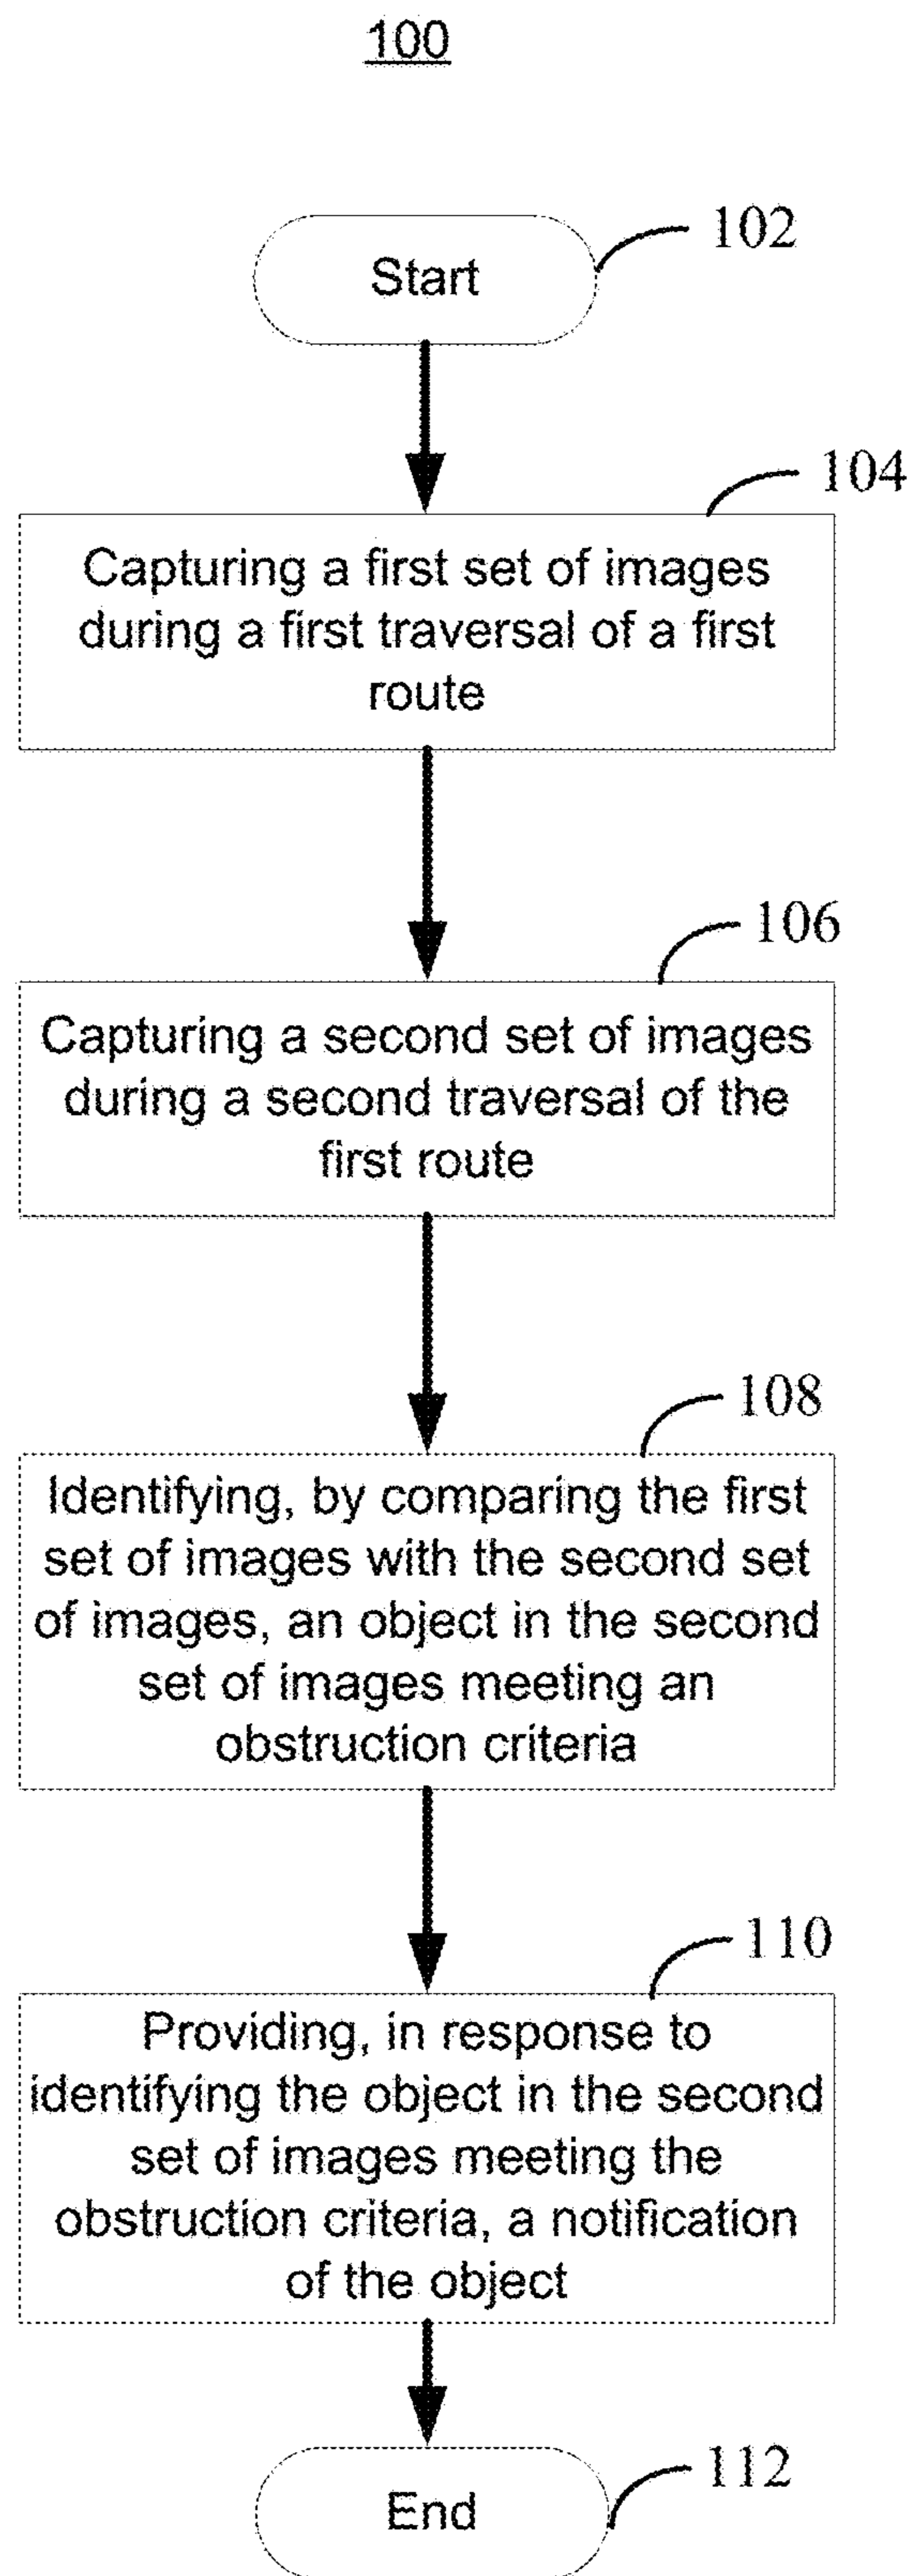 100
Start
102
104
Capturing a first set of images
during a first traversal of a first
route
106
Capturing a second set of images
during a second traversal of the
first route
108
Identifying, by comparing the first
set of images with the second set
of images, an object in the second
set of images meeting an
obstruction criteria
110
Providing, in response to
identifying the object in the second
set of images meeting the
obstruction criteria, a notification
of the object
112
End